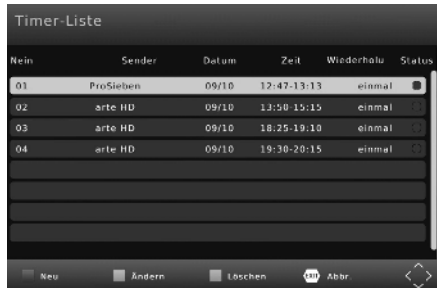 Timer-Liste
Nein Sender Datum Zeit Wiederholu Status
01 ProSieben 09/10 12:47-13:13 einmal
02 arte HD 09/10 13:50-15:15 einmal
03 arte HD 09/10 18:25-19:10 einmal
04 arte HD 09/10 19:30-20:15 einmal
Neu Ändern Löschen EXIT Abbr.